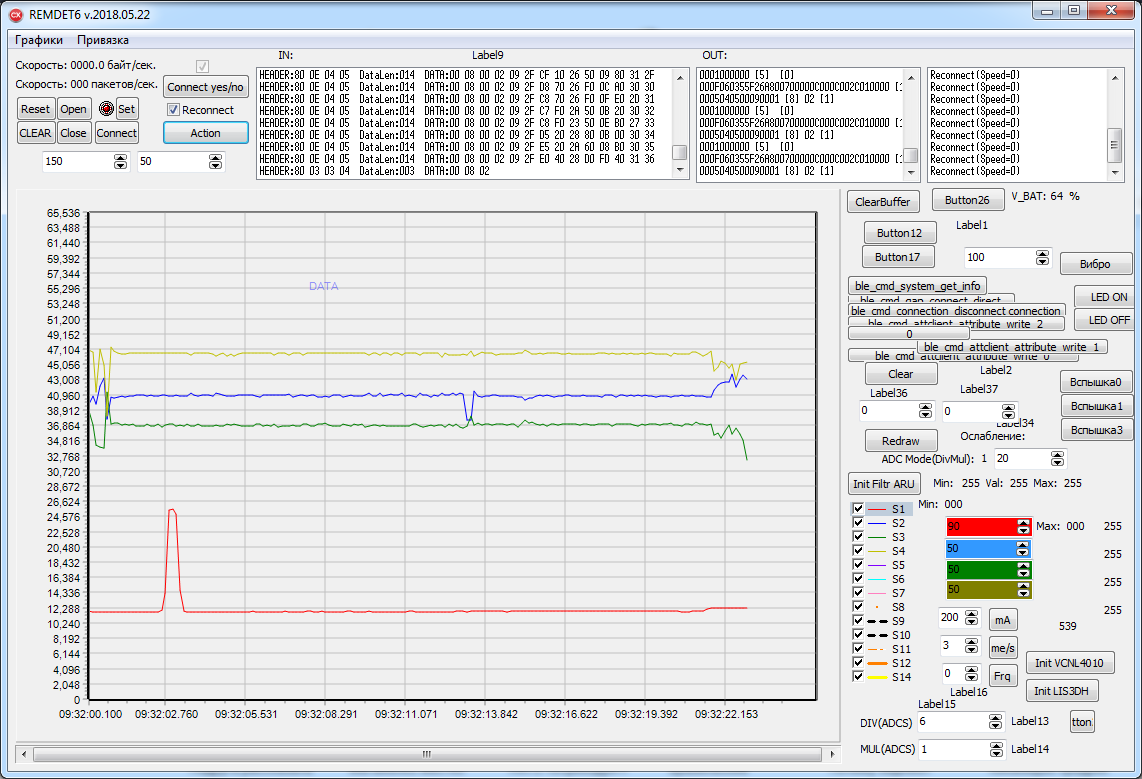 REMDET6 v.2018.05.22
Графики Привязка
Скорость: 0000.0 байт/сек.
Скорость: 000 пакетов/сек.
Connect yes/no
Reset Open Set
Reconnect
CLEAR Close Connect
Action
150 50
IN: Label9 OUT:
HEADER:80 0E 04 05 DataLen:014 DATA:00 08 00 02 09 2F CF 10 26 50 09 80 31 2F
HEADER:80 0E 04 05 DataLen:014 DATA:00 08 00 02 09 2F D8 70 26 F0 0C A0 30 30
HEADER:80 0E 04 05 DataLen:014 DATA:00 08 00 02 09 2F C8 70 26 F0 0F E0 2D 31
HEADER:80 0E 04 05 DataLen:014 DATA:00 08 00 02 09 2F C7 F0 2A 50 0B 20 30 32
HEADER:80 0E 04 05 DataLen:014 DATA:00 08 00 02 09 2F C8 F0 23 50 0E B0 27 33
HEADER:80 0E 04 05 DataLen:014 DATA:00 08 00 02 09 2F D5 20 28 80 0B D0 30 34
HEADER:80 0E 04 05 DataLen:014 DATA:00 08 00 02 09 2F E5 20 2A 60 08 B0 30 35
HEADER:80 0E 04 05 DataLen:014 DATA:00 08 00 02 09 2F ED 40 28 D0 FD 40 31 36
HEADER:80 03 03 04 DataLen:003 DATA:00 08 02
0001000000 [5] [0]
000F060355F26A800700000C000C002C010000 [1
0005040500090001 [8] 02 [1]
0001000000 [5] [0]
000F060355F26A800700000C000C002C010000 [1
0005040500090001 [8] 02 [1]
0001000000 [5] [0]
000F060355F26A800700000C000C002C010000 [1
0005040500090001 [8] 02 [1]
Reconnect(Speed=0)
Reconnect(Speed=0)
Reconnect(Speed=0)
Reconnect(Speed=0)
Reconnect(Speed=0)
Reconnect(Speed=0)
Reconnect(Speed=0)
Reconnect(Speed=0)
Reconnect(Speed=0)
DATA
65,536
63,488
61,440
59,392
57,344
55,296
53,248
51,200
49,152
47,104
45,056
43,008
40,960
38,912
36,864
34,816
32,768
30,720
28,672
26,624
24,576
22,528
20,480
18,432
16,384
14,336
12,288
10,240
8,192
6,144
4,096
2,048
0
09:32:00.100 09:32:02.760 09:32:05.531 09:32:08.291 09:32:11.071 09:32:13.842 09:32:16.622 09:32:19.392 09:32:22.153
ClearBuffer Button26 V_BAT: 64 %
Button12 Label1
Button17 100 Вибро
ble_cmd_system_get_info
LED ON
ble_cmd_gap_connect_direct
ble_cmd_connection_disconnect connection
LED OFF
ble_cmd_attclient_attribute_write_2
0
ble_cmd_attclient_attribute_write_1
ble_cmd_attclient_attribute_write_0
Clear Label2
Вспышка0
Label36 Label37
0 0 Вспышка1
Label34
Redraw Ослабление: Вспышка3
ADC Mode(DivMul): 1 20
Init Filtr ARU Min: 255 Val: 255 Max: 255
Min: 000
S1
S2
S3
S4
S5
S6
S7
S8
S9
S10
S11
S12
S14
90 Max: 000 255
50 255
50 255
50
255
200 mA 539
3 me/s
Init VCNL4010
0 Frq
Label16 Init LIS3DH
Label15
DIV(ADCS) 6 Label13 tton
MUL(ADCS) 1 Label14